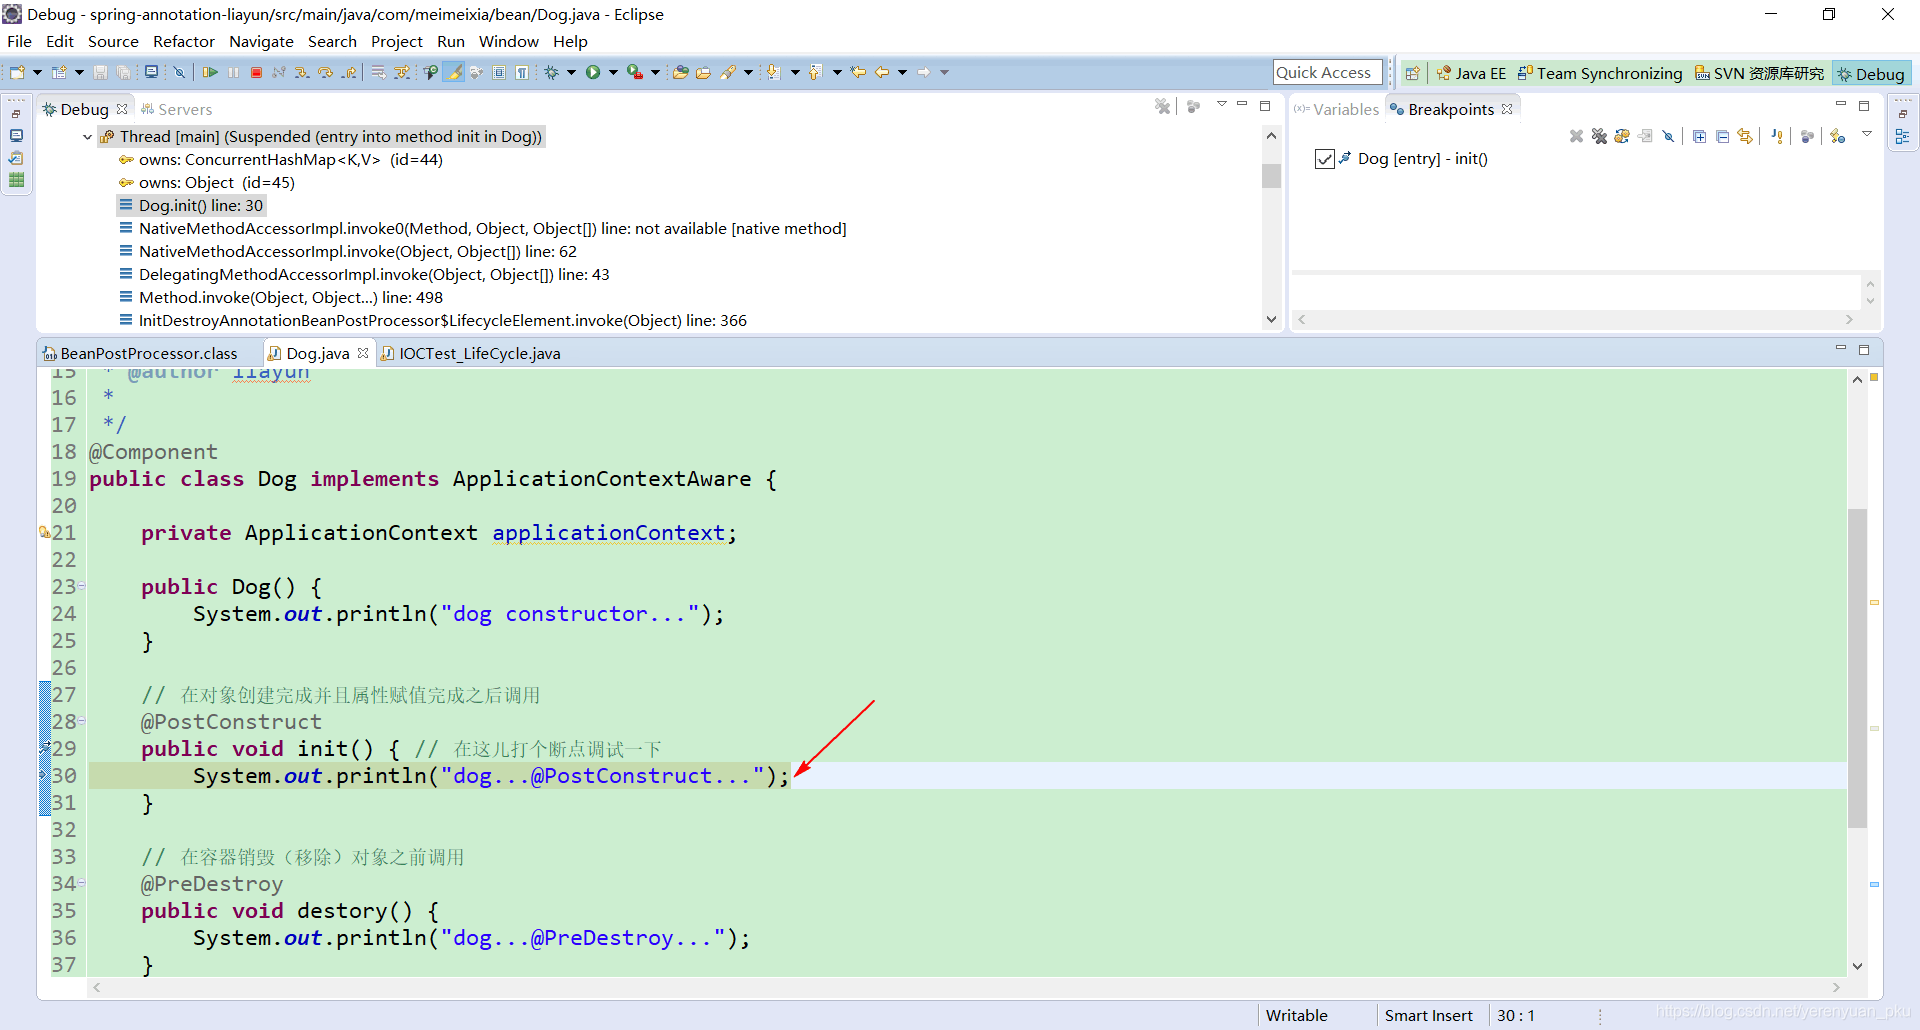 Debug - spring-annotation-liayun/src/main/java/com/meimeixia/bean/Dog.java - Eclipse
File Edit Source Refactor Navigate Search Project Run Window Help
Quick Access Java EE Team Synchronizing SVN 资源库研究 Debug
Debug Servers
Thread [main] (Suspended (entry into method init in Dog))
owns: ConcurrentHashMap<K,V> (id=44)
owns: Object (id=45)
Dog.init() line: 30
NativeMethodAccessorImpl.invoke0(Method, Object, Object[]) line: not available [native method]
NativeMethodAccessorImpl.invoke(Object, Object[]) line: 62
DelegatingMethodAccessorImpl.invoke(Object, Object[]) line: 43
Method.invoke(Object, Object...) line: 498
InitDestroyAnnotationBeanPostProcessor$LifecycleElement.invoke(Object) line: 366
(x)= Variables Breakpoints
Dog [entry] - init()
BeanPostProcessor.class Dog.java IOCTest_LifeCycle.java
15 * @author liayun
16 *
17 */
18 @Component
19 public class Dog implements ApplicationContextAware {
20
21 private ApplicationContext applicationContext;
22
23 public Dog() {
24 System.out.println("dog constructor...");
25 }
26
27 // 在对象创建完成并且属性赋值完成之后调用
28 @PostConstruct
29 public void init() { // 在这儿打个断点调试一下
30 System.out.println("dog...@PostConstruct...");
31 }
32
33 // 在容器销毁（移除）对象之前调用
34 @PreDestroy
35 public void destory() {
36 System.out.println("dog...@PreDestroy...");
37 }
Writable Smart Insert 30 : 1
https://blog.csdn.net/yerenyuan_pku